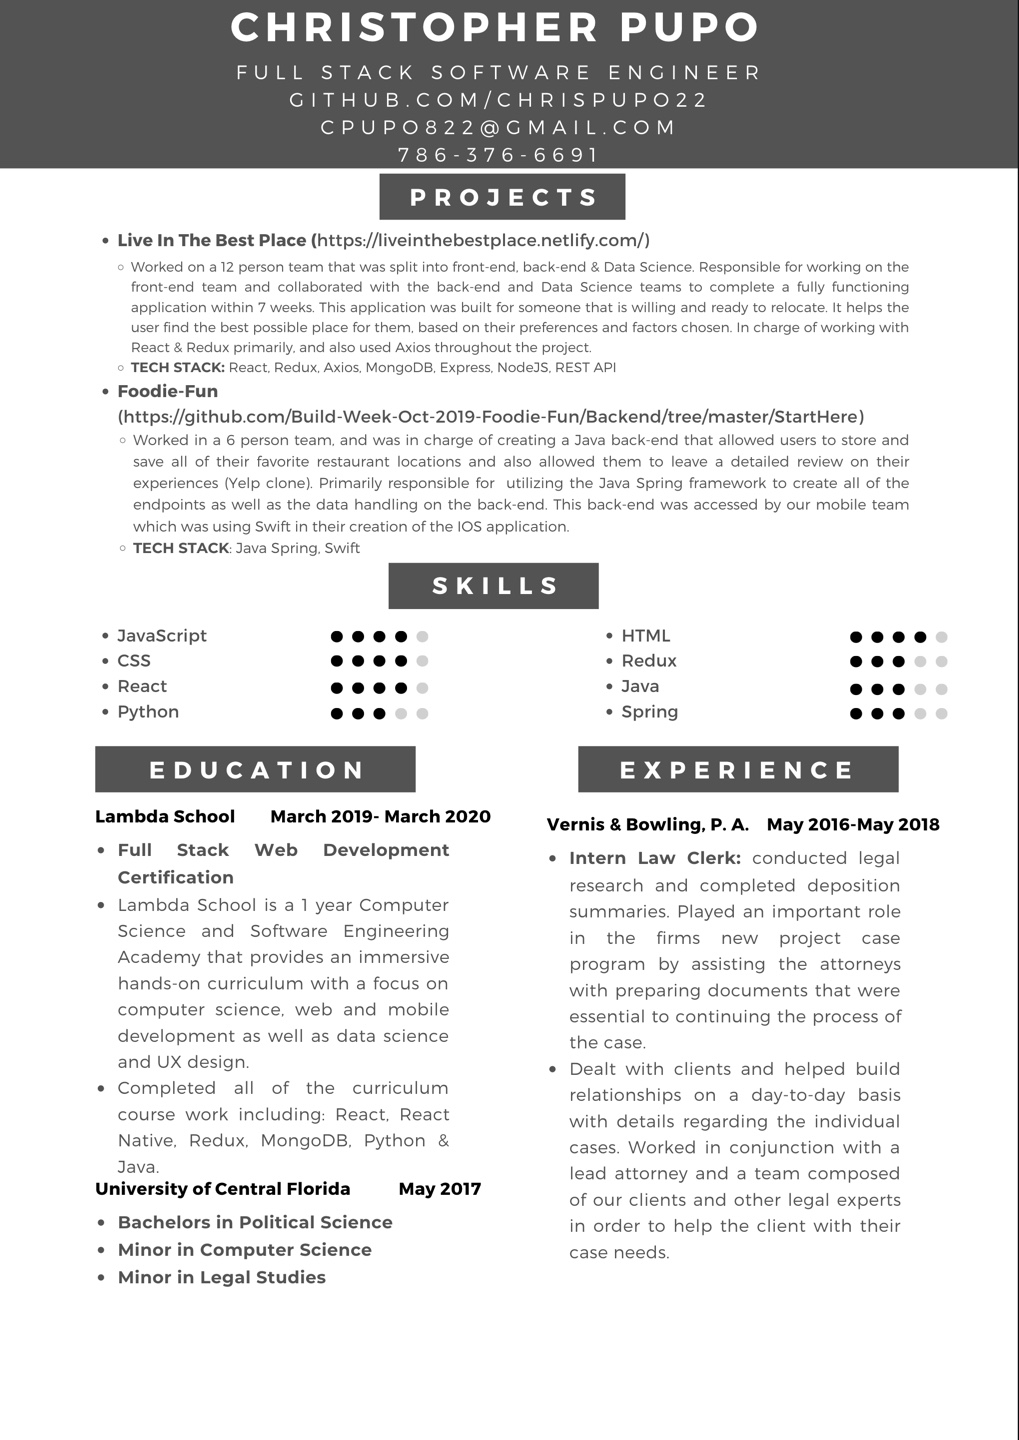 CHRISTOPHER PUPO
FULL STACK SOFTWARE ENGINEER
GITHUB.COM/CHRISPUPO22
CPUPO822@GMAIL.COM
786-376-6691
PROJECTS
• Live In The Best Place (https://liveinthebestplace.netlify.com/)
○ Worked on a 12 person team that was split into front-end, back-end & Data Science. Responsible for working on the
front-end team and collaborated with the back-end and Data Science teams to complete a fully functioning
application within 7 weeks. This application was built for someone that is willing and ready to relocate. It helps the
user find the best possible place for them, based on their preferences and factors chosen. In charge of working with
React & Redux primarily, and also used Axios throughout the project.
○ TECH STACK: React, Redux, Axios, MongoDB, Express, NodeJS, REST API
• Foodie-Fun
(https://github.com/Build-Week-Oct-2019-Foodie-Fun/Backend/tree/master/StartHere)
○ Worked in a 6 person team, and was in charge of creating a Java back-end that allowed users to store and
save all of their favorite restaurant locations and also allowed them to leave a detailed review on their
experiences (Yelp clone). Primarily responsible for utilizing the Java Spring framework to create all of the
endpoints as well as the data handling on the back-end. This back-end was accessed by our mobile team
which was using Swift in their creation of the IOS application.
○ TECH STACK: Java Spring, Swift
SKILLS
• JavaScript
• CSS
• React
• Python
• HTML
• Redux
• Java
• Spring
EDUCATION
Lambda School March 2019- March 2020
• Full Stack Web Development
Certification
• Lambda School is a 1 year Computer
Science and Software Engineering
Academy that provides an immersive
hands-on curriculum with a focus on
computer science, web and mobile
development as well as data science
and UX design.
• Completed all of the curriculum
course work including: React, React
Native, Redux, MongoDB, Python &
Java.
University of Central Florida May 2017
• Bachelors in Political Science
• Minor in Computer Science
• Minor in Legal Studies
EXPERIENCE
Vernis & Bowling, P. A. May 2016-May 2018
• Intern Law Clerk: conducted legal
research and completed deposition
summaries. Played an important role
in the firms new project case
program by assisting the attorneys
with preparing documents that were
essential to continuing the process of
the case.
• Dealt with clients and helped build
relationships on a day-to-day basis
with details regarding the individual
cases. Worked in conjunction with a
lead attorney and a team composed
of our clients and other legal experts
in order to help the client with their
case needs.